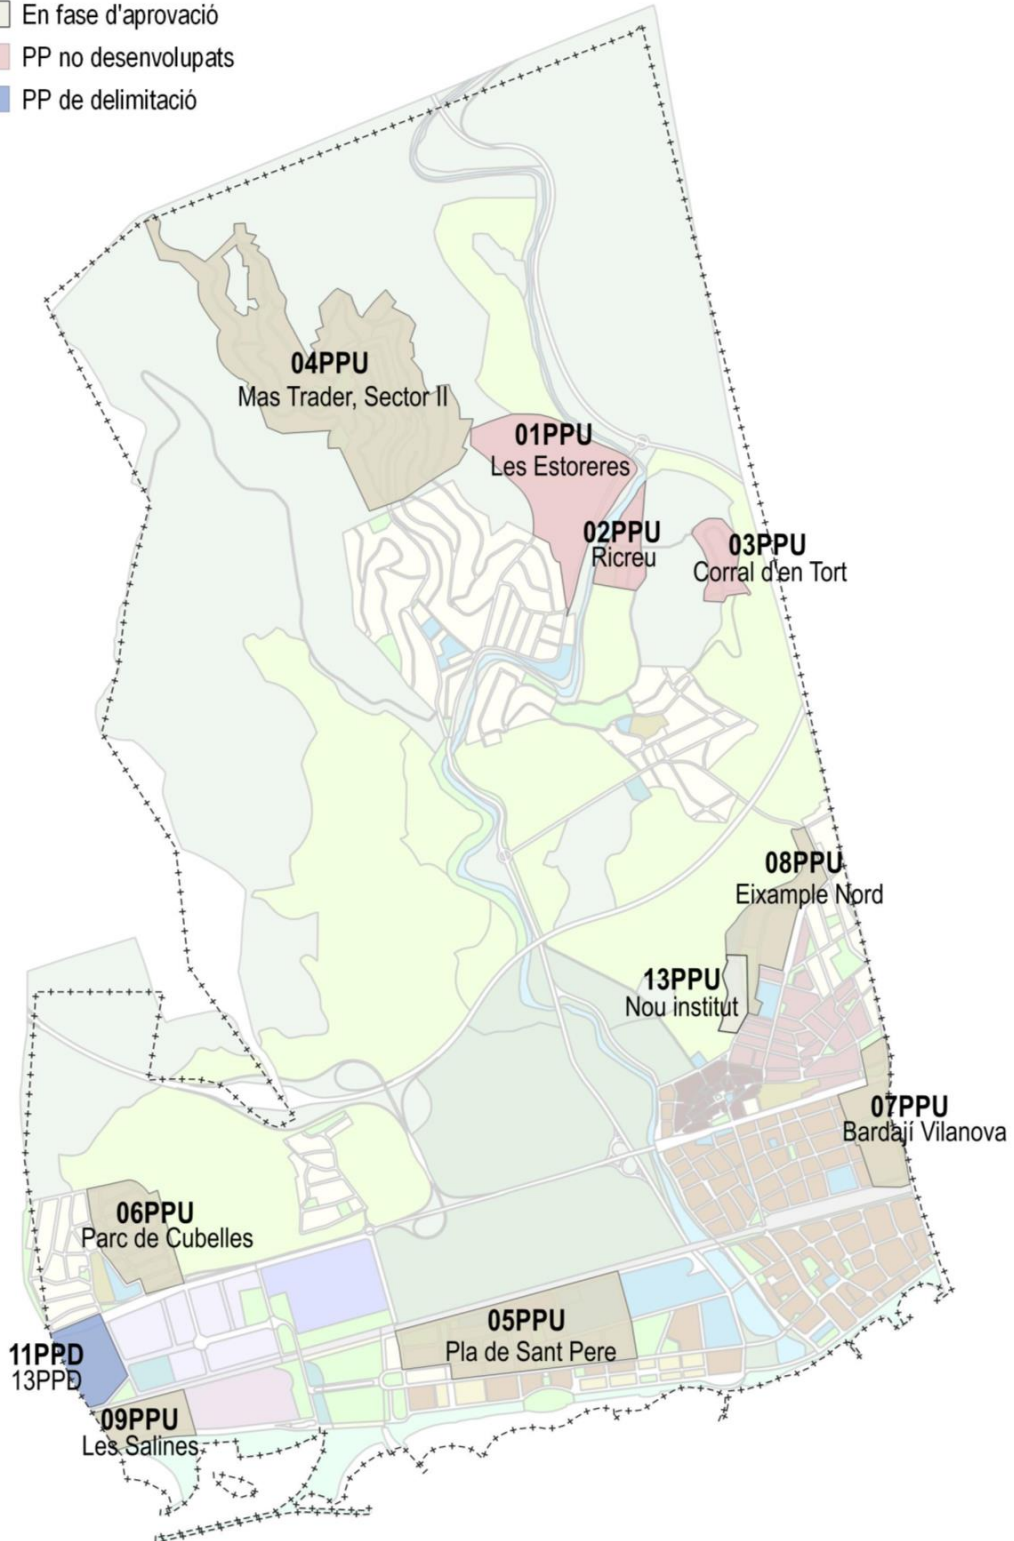 En fase d'aprovació
PP no desenvolupats
PP de delimitació
04PPU
Mas Trader, Sector II
01PPU
Les Estoreres
02PPU
Ricreu
03PPU
Corral d'en Tort
08PPU
Eixample Nord
13PPU
Nou institut
07PPU
Bardají Vilanova
06PPU
Parc de Cubelles
05PPU
Pla de Sant Pere
11PPD
13PPD
09PPU
Les Salines